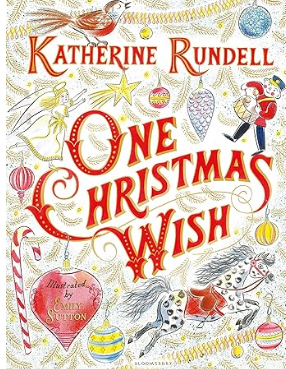 KATHERINE RUNDELL
ONE
CHRISTMAS
WISH
Illustrated
by
EMILY
SUTTON
BLOOMSBURY